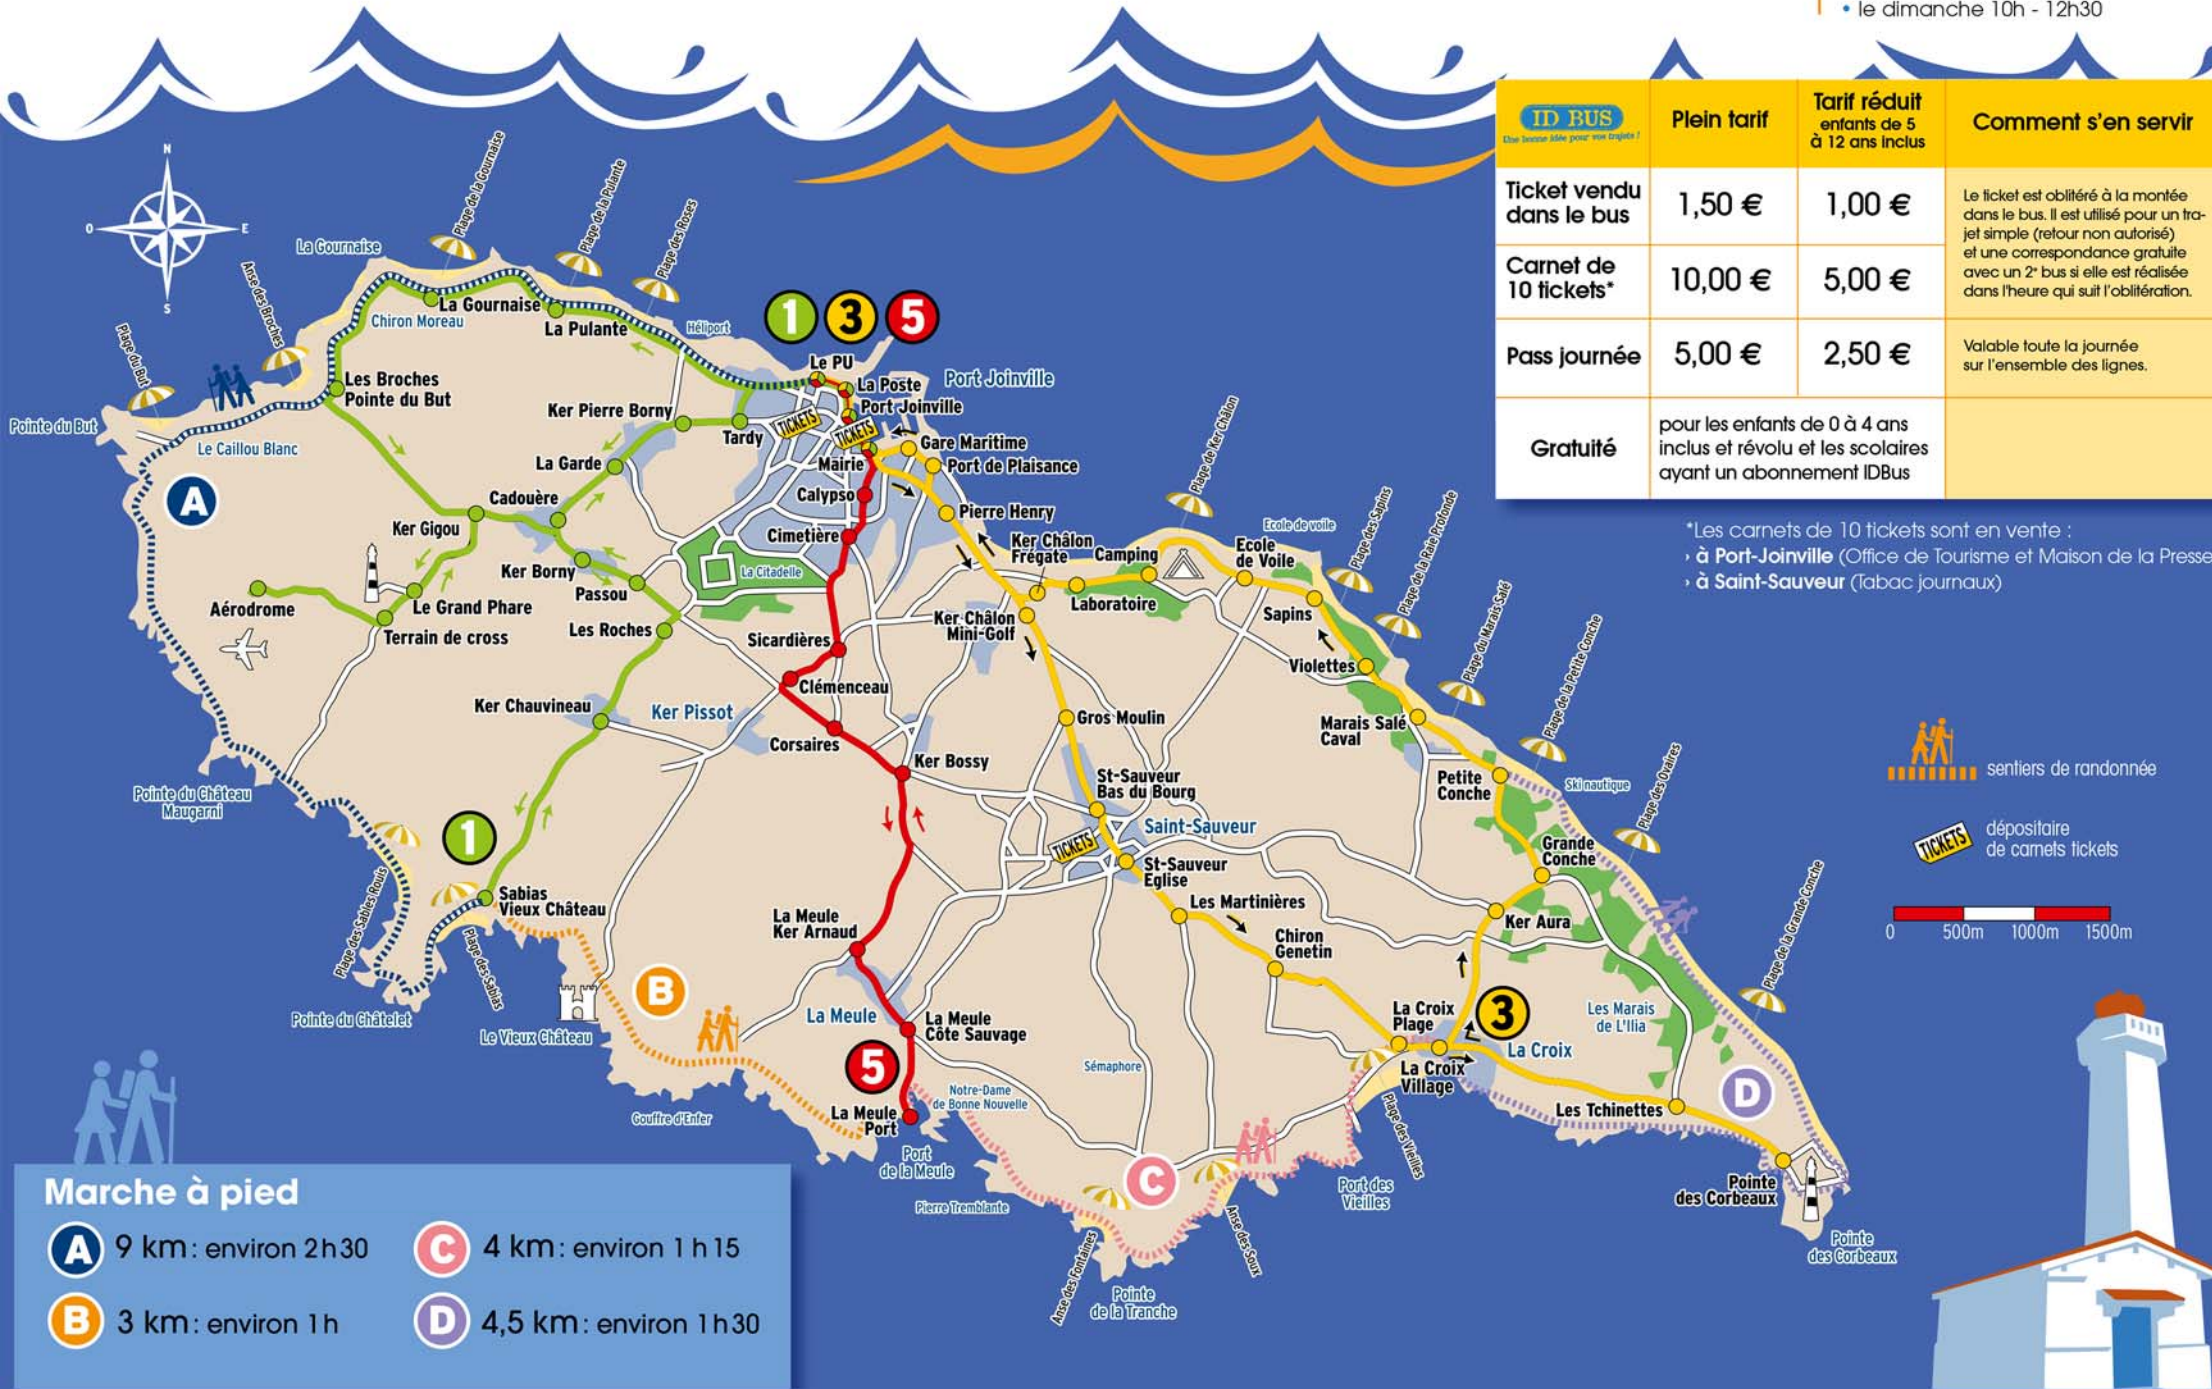 • le dimanche 10h - 12h30
ID BUS
Une bonne idée pour vos trajets !
Plein tarif
Tarif réduit
enfants de 5
à 12 ans inclus
Comment s'en servir
Ticket vendu
dans le bus
1,50 €
1,00 €
Le ticket est oblitéré à la montée
dans le bus. Il est utilisé pour un tra-
jet simple (retour non autorisé)
et une correspondance gratuite
avec un 2e bus si elle est réalisée
dans l'heure qui suit l'oblitération.
Carnet de
10 tickets*
10,00 €
5,00 €
Pass journée
5,00 €
2,50 €
Valable toute la journée
sur l'ensemble des lignes.
Gratuité
pour les enfants de 0 à 4 ans
inclus et révolu et les scolaires
ayant un abonnement IDBus
*Les carnets de 10 tickets sont en vente :
› à Port-Joinville (Office de Tourisme et Maison de la Presse
› à Saint-Sauveur (Tabac journaux)
sentiers de randonnée
TICKETS
dépositaire
de carnets tickets
0
500m
1000m
1500m
N
O
E
S
Plage de la Gournaise
Plage de la Pulante
Plage des Roses
La Gournaise
Anse des Broches
Plage du But
La Gournaise
Chiron Moreau
La Pulante
Héliport
1
3
5
Le PU
La Poste
Port Joinville
Port Joinville
Les Broches
Pointe du But
Pointe du But
Le Caillou Blanc
Ker Pierre Borny
Tardy
TICKETS
TICKETS
Gare Maritime
Mairie
Port de Plaisance
La Garde
Calypso
Cadouère
Pierre Henry
A
Ker Gigou
Cimetière
Ker Châlon
Frégate
Camping
Plage de Ker Châlon
Ecole de voile
Ecole
de Voile
Plage des Sapins
Plage de la Raie Profonde
Ker Borny
La Citadelle
Passou
Aérodrome
Le Grand Phare
Laboratoire
Sapins
Plage du Marais Salé
Plage de la Petite Conche
Terrain de cross
Les Roches
Sicardières
Ker Châlon
Mini-Golf
Clémenceau
Violettes
Ker Chauvineau
Ker Pissot
Corsaires
Gros Moulin
Marais Salé
Caval
Ker Bossy
St-Sauveur
Bas du Bourg
Petite
Conche
Ski nautique
Plage des Ovaires
Pointe du Château
Maugarni
1
Saint-Sauveur
TICKETS
Grande
Conche
St-Sauveur
Eglise
Sabias
Vieux Château
Plage des Sables Rouis
Plage des Sabias
La Meule
Ker Arnaud
Les Martinières
Ker Aura
Plage de la Grande Conche
Chiron
Genetin
B
Pointe du Châtelet
Le Vieux Château
La Meule
La Meule
Côte Sauvage
La Croix
Plage
3
Les Marais
de L'Ilia
La Croix
La Croix
Village
5
Sémaphore
Notre-Dame
de Bonne Nouvelle
Gouffre d'Enfer
La Meule
Port
Les Tchinettes
D
Plage des Vieilles
Port
de la Meule
C
Port des
Vieilles
Pointe
des Corbeaux
Pierre Tremblante
Anse des Fontaines
Anse des Soux
Pointe
de la Tranche
Pointe
des Corbeaux
Marche à pied
A 9 km : environ 2h30
C 4 km : environ 1 h 15
B 3 km : environ 1h
D 4,5 km : environ 1h30